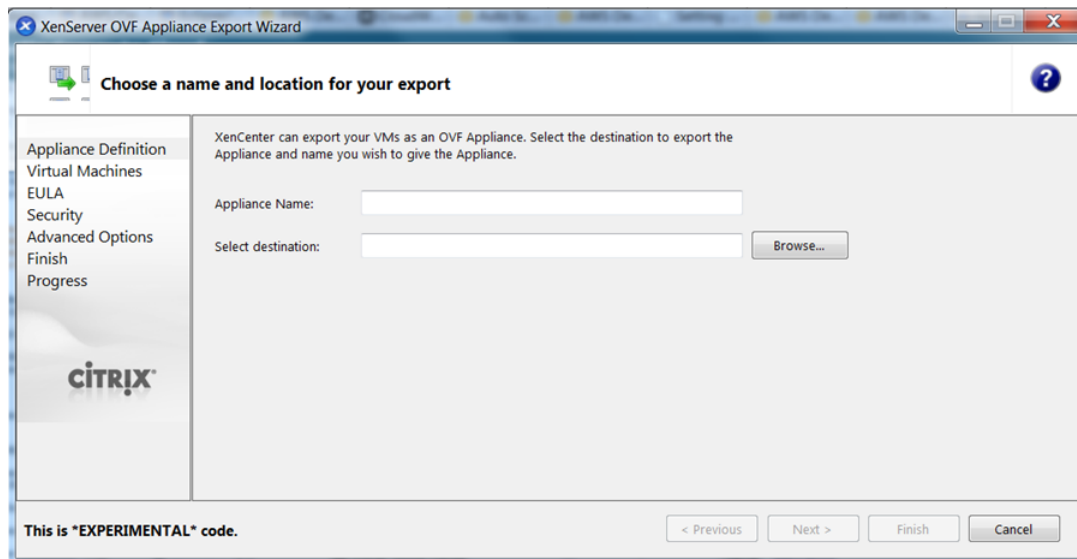 XenServer OVF Appliance Export Wizard
Choose a name and location for your export
Appliance Definition
Virtual Machines
EULA
Security
Advanced Options
Finish
Progress
CİTRIX
XenCenter can export your VMs as an OVF Appliance. Select the destination to export the
Appliance and name you wish to give the Appliance.
Appliance Name:
Select destination:
Browse...
This is *EXPERIMENTAL* code.
< Previous
Next >
Finish
Cancel